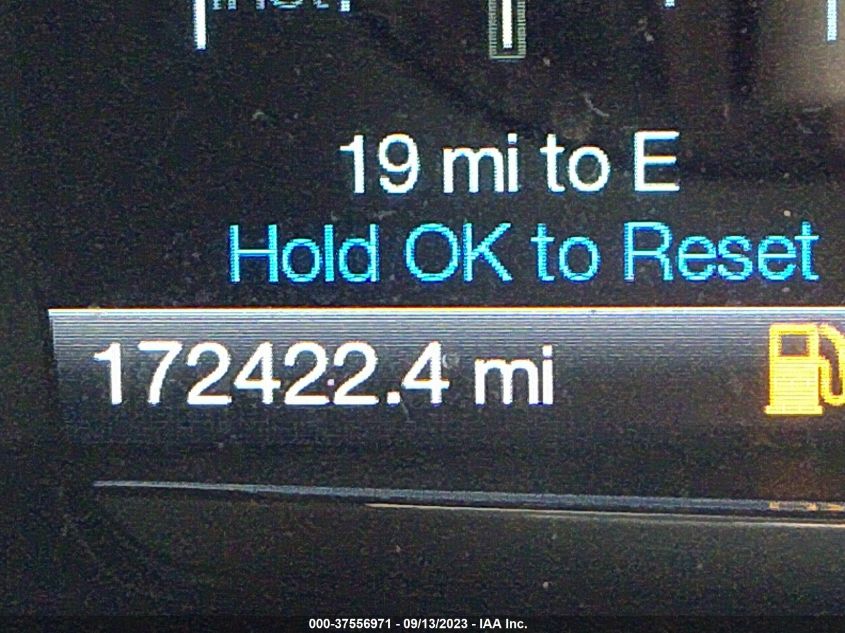 19 mi to E
Hold OK to Reset
172422.4 mi
000-37556971 - 09/13/2023 - IAA Inc.